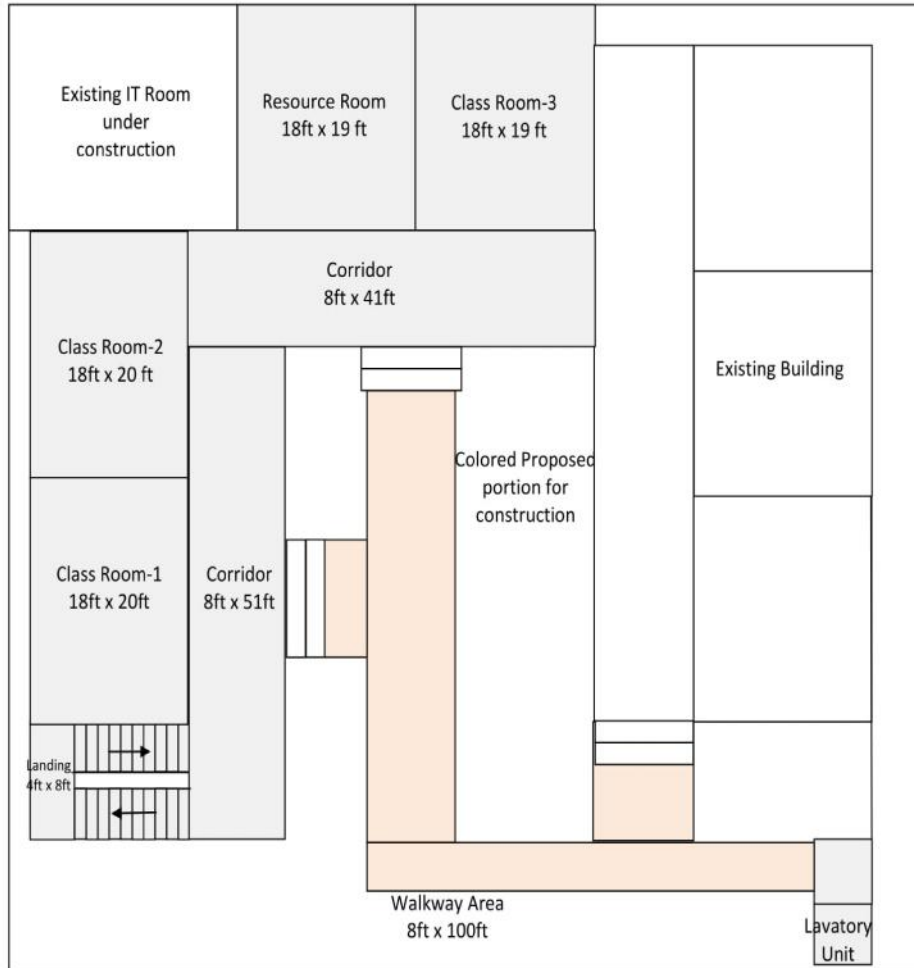 Existing IT Room
under
construction
Resource Room
18ft x 19 ft
Class Room-3
18ft x 19 ft
Corridor
8ft x 41ft
Class Room-2
18ft x 20 ft
Existing Building
Colored Proposed
portion for
construction
Class Room-1
18ft x 20ft
Corridor
8ft x 51ft
Landing
4ft x 8ft
Walkway Area
8ft x 100ft
Lavatory
Unit